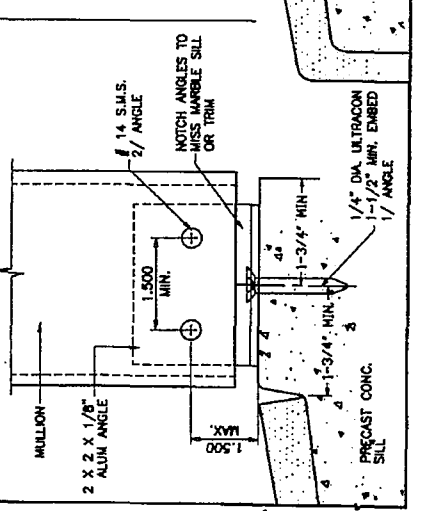 MULLION
2 X 2 X 1/8"
ALUM ANGLE
1.500
MIN.
# 14 S.M.S.
2/ ANGLE
NOTCH ANGLES TO
MISS MARBLE SILL
OR TRIM
1.500
MAX.
1-3/4" MIN
1-3/4" MIN.
1/4" DIA. ULTRACON
1-1/2" MIN. EMBED
1/ ANGLE
PRECAST CONC.
SILL